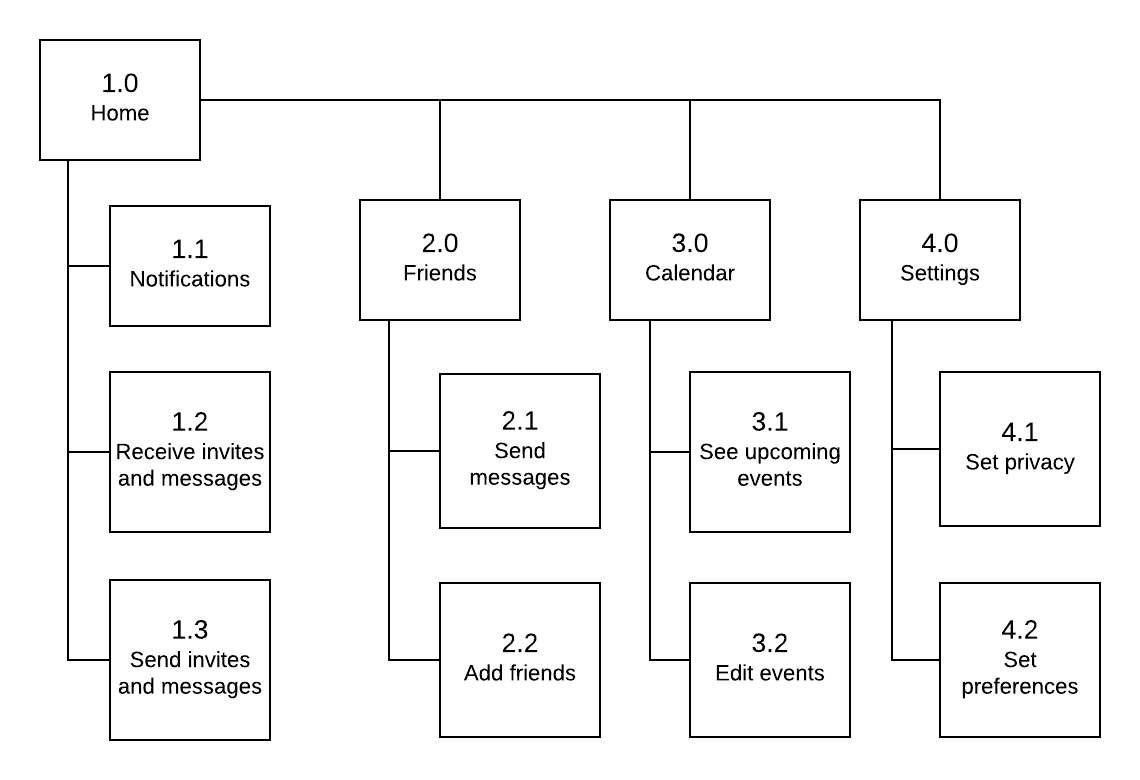 1.0
Home
1.1
Notifications
1.2
Receive invites
and messages
1.3
Send invites
and messages
2.0
Friends
2.1
Send
messages
2.2
Add friends
3.0
Calendar
3.1
See upcoming
events
3.2
Edit events
4.0
Settings
4.1
Set privacy
4.2
Set
preferences